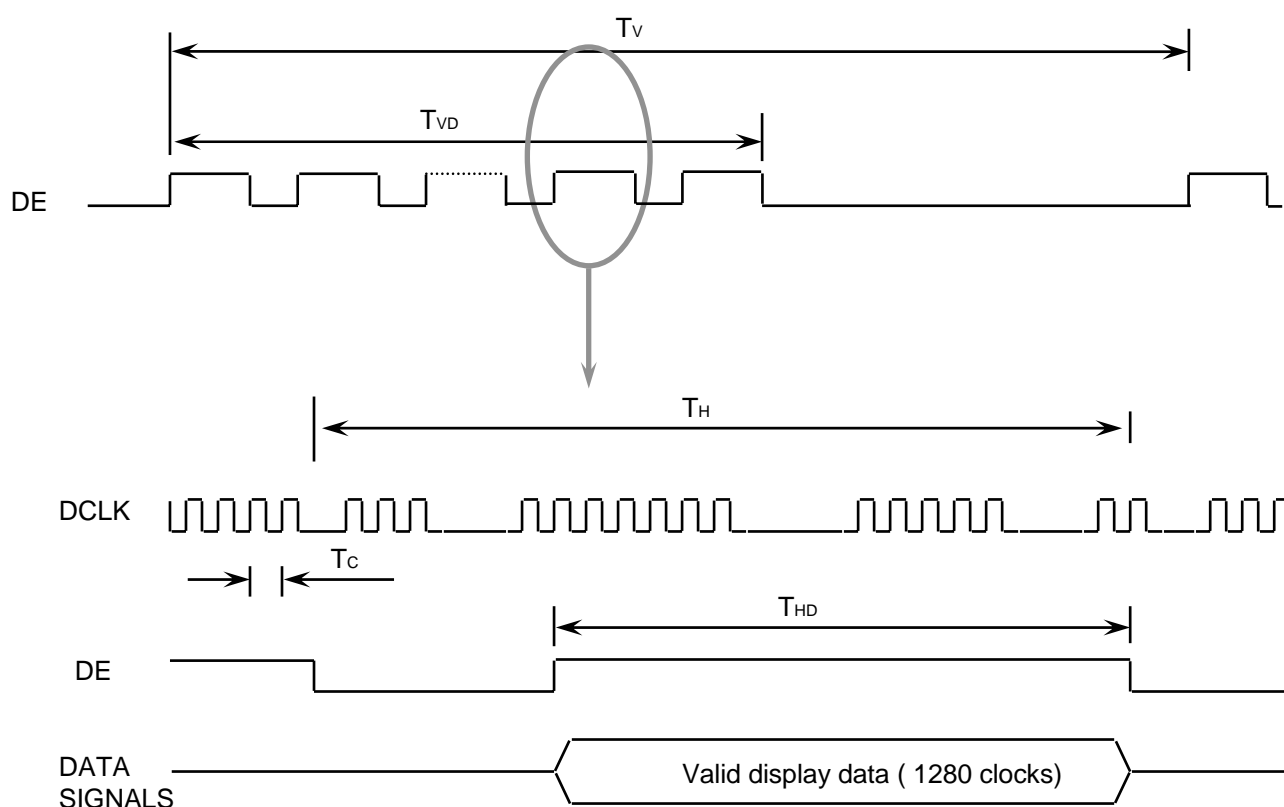 TV
TVD
DE
TH
DCLK
TC
THD
DE
DATA
SIGNALS
Valid display data ( 1280 clocks)